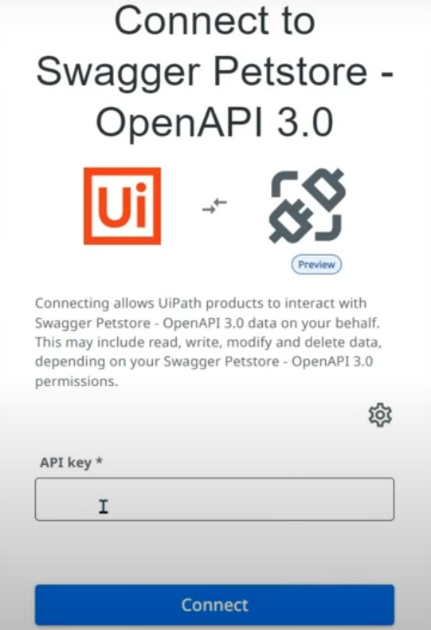 Connect to
Swagger Petstore -
OpenAPI 3.0
Ui
Preview
Connecting allows UiPath products to interact with
Swagger Petstore - OpenAPI 3.0 data on your behalf.
This may include read, write, modify and delete data,
depending on your Swagger Petstore - OpenAPI 3.0
permissions.
API key *
Connect